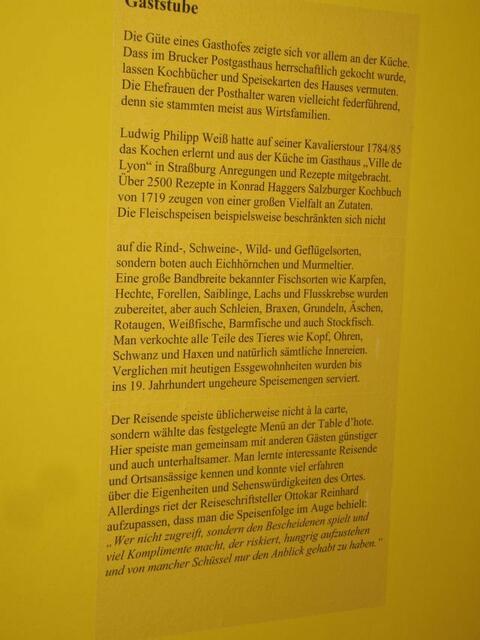 Gaststube
Die Güte eines Gasthofes zeigte sich vor allem an der Küche.
Dass im Brucker Postgasthaus herrschaftlich gekocht wurde,
lassen Kochbücher und Speisekarten des Hauses vermuten.
Die Ehefrauen der Posthalter waren vielleicht federführend,
denn sie stammten meist aus Wirtsfamilien.
Ludwig Philipp Weiß hatte auf seiner Kavalierstour 1784/85
das Kochen erlernt und aus der Küche im Gasthaus „Ville de
Lyon“ in Straßburg Anregungen und Rezepte mitgebracht.
Über 2500 Rezepte in Konrad Haggers Salzburger Kochbuch
von 1719 zeugen von einer großen Vielfalt an Zutaten.
Die Fleischspeisen beispielsweise beschränkten sich nicht
auf die Rind-, Schweine-, Wild- und Geflügelsorten,
sondern boten auch Eichhörnchen und Murmeltier.
Eine große Bandbreite bekannter Fischsorten wie Karpfen,
Hechte, Forellen, Saiblinge, Lachs und Flusskrebse wurden
zubereitet, aber auch Schleien, Braxen, Grundeln, Äschen,
Rotaugen, Weißfische, Barmfische und auch Stockfisch.
Man verkochte alle Teile des Tieres wie Kopf, Ohren,
Schwanz und Haxen und natürlich sämtliche Innereien.
Verglichen mit heutigen Essgewohnheiten wurden bis
ins 19. Jahrhundert ungeheure Speisemengen serviert.
Der Reisende speiste üblicherweise nicht à la carte,
sondern wählte das festgelegte Menü an der Table d’hote.
Hier speiste man gemeinsam mit anderen Gästen günstiger
und auch unterhaltsamer. Man lernte interessante Reisende
und Ortsansässige kennen und konnte viel erfahren
über die Eigenheiten und Sehenswürdigkeiten des Ortes.
Allerdings riet der Reiseschriftsteller Ottokar Reinhard
aufzupassen, dass man die Speisenfolge im Auge behielt:
„Wer nicht zugreift, sondern den Bescheidenen spielt und
viel Komplimente macht, der riskiert, hungrig aufzustehen
und von mancher Schüssel nur den Anblick gehabt zu haben.“